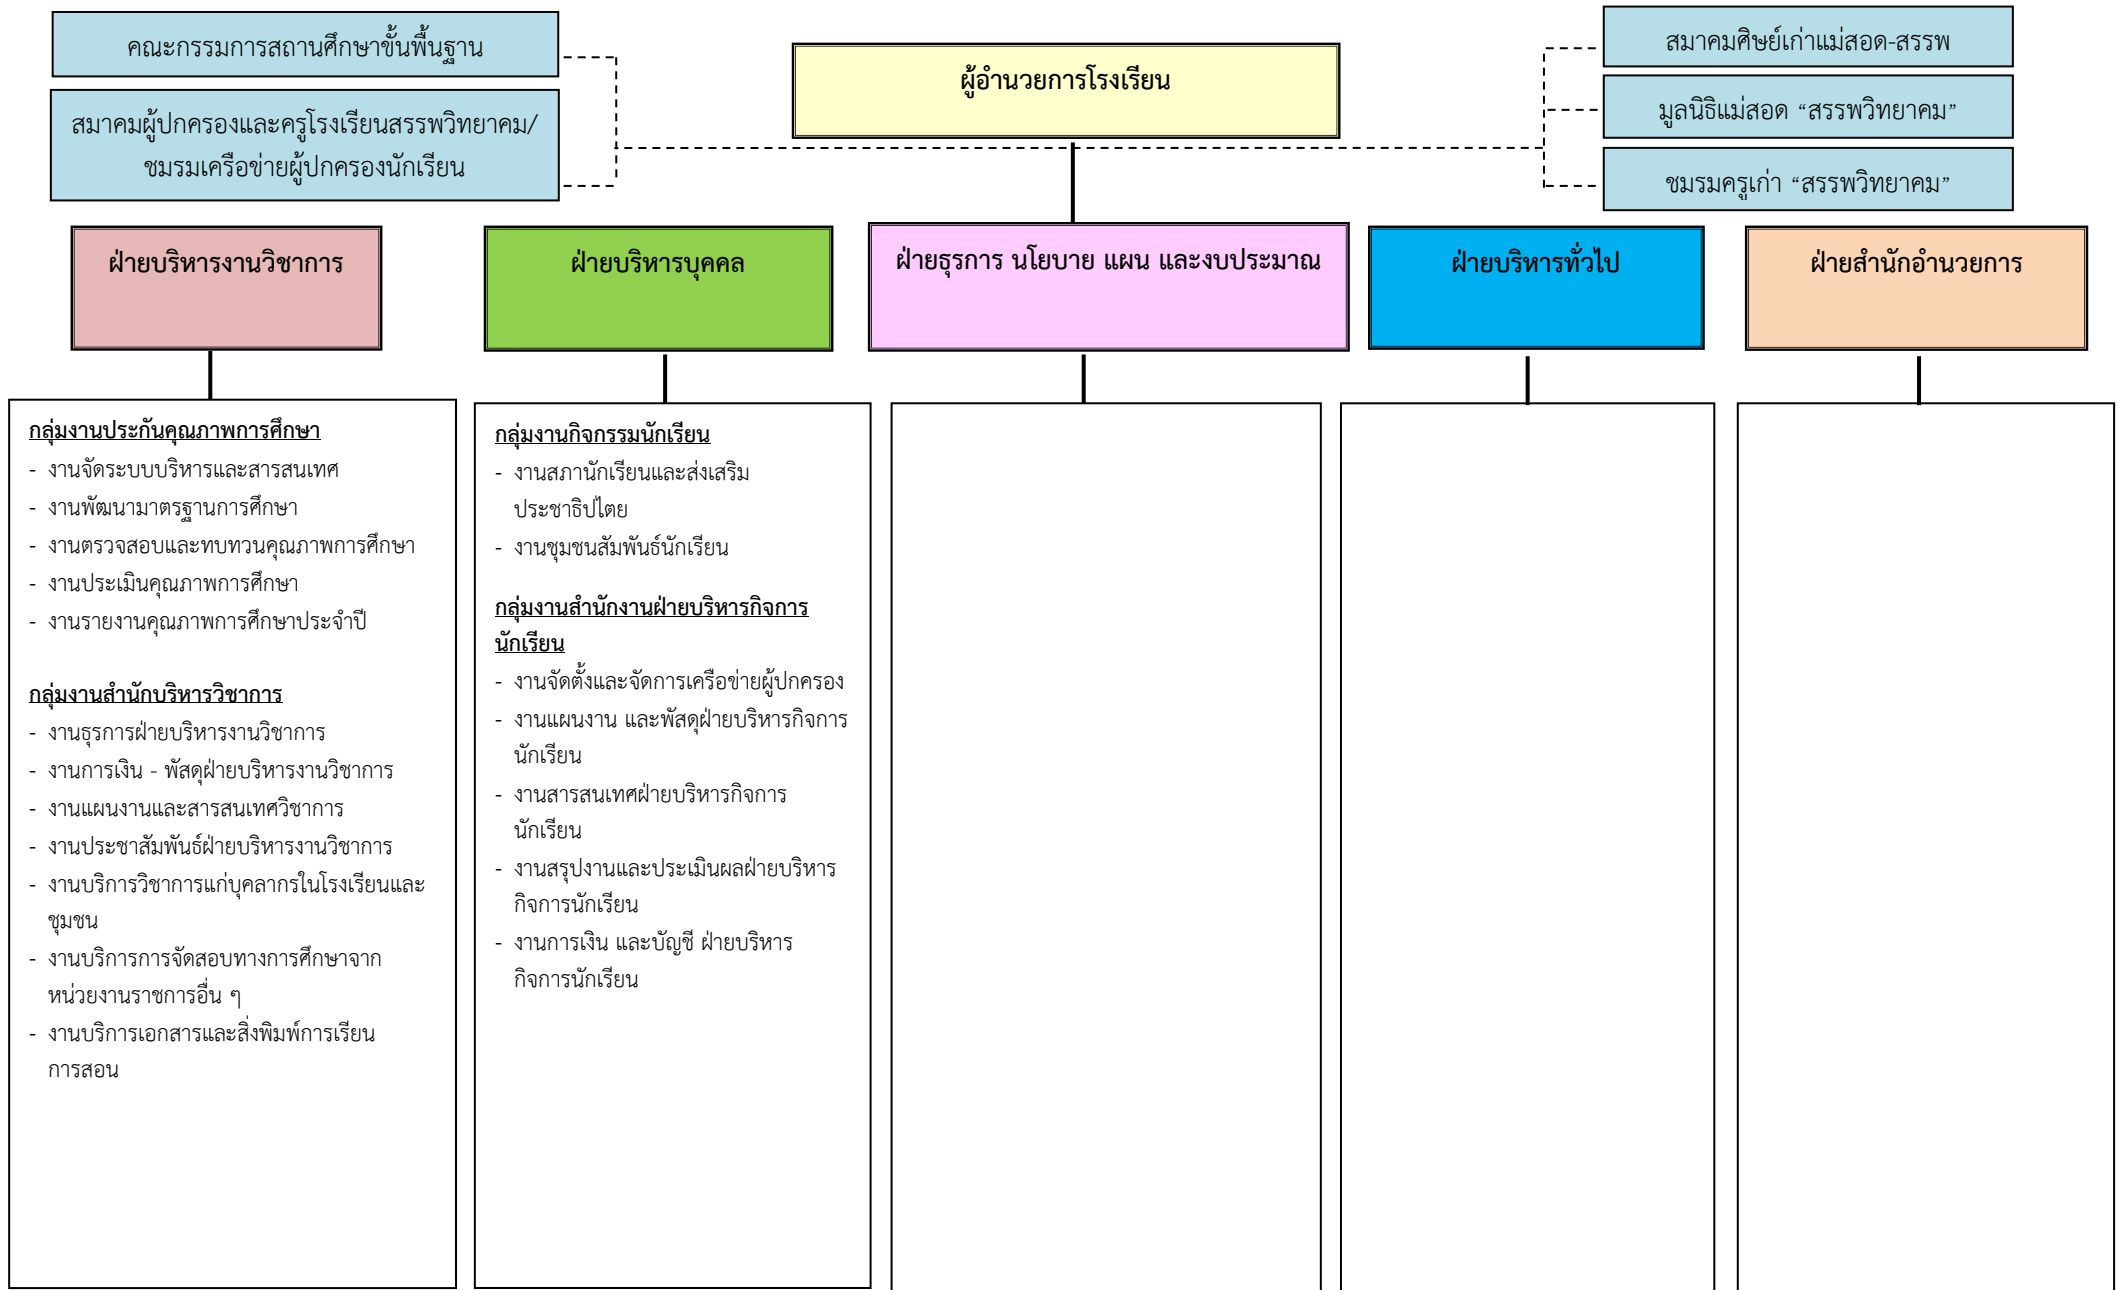 คณะกรรมการสถานศึกษาขั้นพื้นฐาน
สมาคมผู้ปกครองและครูโรงเรียนสรรพวิทยาคม/
ชมรมเครือข่ายผู้ปกครองนักเรียน
ผู้อำนวยการโรงเรียน
สมาคมศิษย์เก่าแม่สอด-สรรพ
มูลนิธิแม่สอด “สรรพวิทยาคม”
ชมรมครูเก่า “สรรพวิทยาคม”
ฝ่ายบริหารงานวิชาการ
ฝ่ายบริหารบุคคล
ฝ่ายธุรการ นโยบาย แผน และงบประมาณ
ฝ่ายบริหารทั่วไป
ฝ่ายสำนักอำนวยการ
กลุ่มงานประกันคุณภาพการศึกษา
- งานจัดระบบบริหารและสารสนเทศ
- งานพัฒนามาตรฐานการศึกษา
- งานตรวจสอบและทบทวนคุณภาพการศึกษา
- งานประเมินคุณภาพการศึกษา
- งานรายงานคุณภาพการศึกษาประจำปี
กลุ่มงานสำนักบริหารวิชาการ
- งานธุรการฝ่ายบริหารงานวิชาการ
- งานการเงิน - พัสดุฝ่ายบริหารงานวิชาการ
- งานแผนงานและสารสนเทศวิชาการ
- งานประชาสัมพันธ์ฝ่ายบริหารงานวิชาการ
- งานบริการวิชาการแก่บุคลากรในโรงเรียนและ
ชุมชน
- งานบริการการจัดสอบทางการศึกษาจาก
หน่วยงานราชการอื่น ๆ
- งานบริการเอกสารและสิ่งพิมพ์การเรียน
การสอน
กลุ่มงานกิจกรรมนักเรียน
- งานสภานักเรียนและส่งเสริม
ประชาธิปไตย
- งานชุมชนสัมพันธ์นักเรียน
กลุ่มงานสำนักงานฝ่ายบริหารกิจการ
นักเรียน
- งานจัดตั้งและจัดการเครือข่ายผู้ปกครอง
- งานแผนงาน และพัสดุฝ่ายบริหารกิจการ
นักเรียน
- งานสารสนเทศฝ่ายบริหารกิจการ
นักเรียน
- งานสรุปงานและประเมินผลฝ่ายบริหาร
กิจการนักเรียน
- งานการเงิน และบัญชี ฝ่ายบริหาร
กิจการนักเรียน